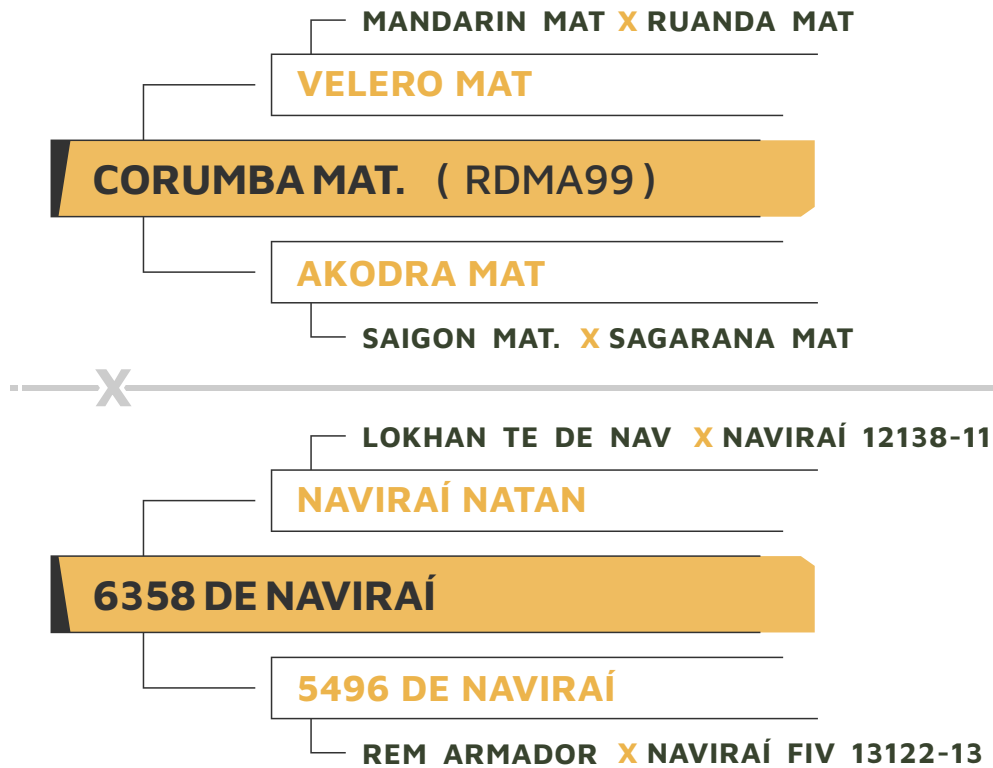 MANDARIN MAT X RUANDA MAT
VELERO MAT
CORUMBA MAT. ( RDMA99 )
AKODRA MAT
SAIGON MAT. X SAGARANA MAT
X
LOKHAN TE DE NAV X NAVIRAÍ 12138-11
NAVIRAÍ NATAN
6358 DE NAVIRAÍ
5496 DE NAVIRAÍ
REM ARMADOR X NAVIRAÍ FIV 13122-13